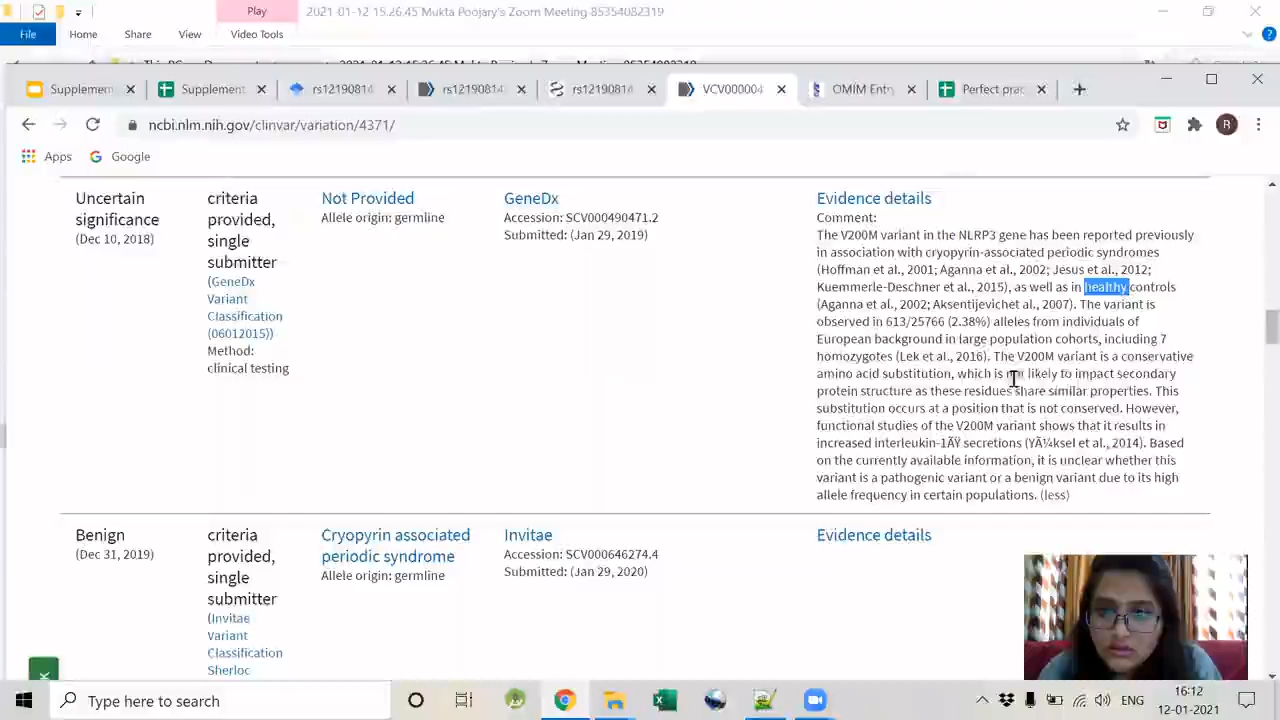 Play
2021-01-12 15.26.45 Mukta Poojary's Zoom Meeting 85354082319
File
Home
Share
View
Video Tools
Supplemen
Supplement
rs12190814
rs12190814
rs12190814
VCV000004
OMIM Entr
Perfect prac
ncbi.nlm.nih.gov/clinvar/variation/4371/
R
Apps
Google
Uncertain
significance
(Dec 10, 2018)
criteria
provided,
single
submitter
(GeneDx
Variant
Classification
(06012015))
Method:
clinical testing
Not Provided
Allele origin: germline
GeneDx
Accession: SCV000490471.2
Submitted: (Jan 29, 2019)
Evidence details
Comment:
The V200M variant in the NLRP3 gene has been reported previously
in association with cryopyrin-associated periodic syndromes
(Hoffman et al., 2001; Aganna et al., 2002; Jesus et al., 2012;
Kuemmerle-Deschner et al., 2015), as well as in healthy controls
(Aganna et al., 2002; Aksentijevichet al., 2007). The variant is
observed in 613/25766 (2.38%) alleles from individuals of
European background in large population cohorts, including 7
homozygotes (Lek et al., 2016). The V200M variant is a conservative
amino acid substitution, which is not likely to impact secondary
protein structure as these residues share similar properties. This
substitution occurs at a position that is not conserved. However,
functional studies of the V200M variant shows that it results in
increased interleukin-1ÃŸ secretions (YÃ¼ksel et al., 2014). Based
on the currently available information, it is unclear whether this
variant is a pathogenic variant or a benign variant due to its high
allele frequency in certain populations. (less)
Benign
(Dec 31, 2019)
criteria
provided,
single
submitter
(Invitae
Variant
Classification
Sherloc
Cryopyrin associated
periodic syndrome
Allele origin: germline
Invitae
Accession: SCV000646274.4
Submitted: (Jan 29, 2020)
Evidence details
Type here to search
ENG
16:12
12-01-2021